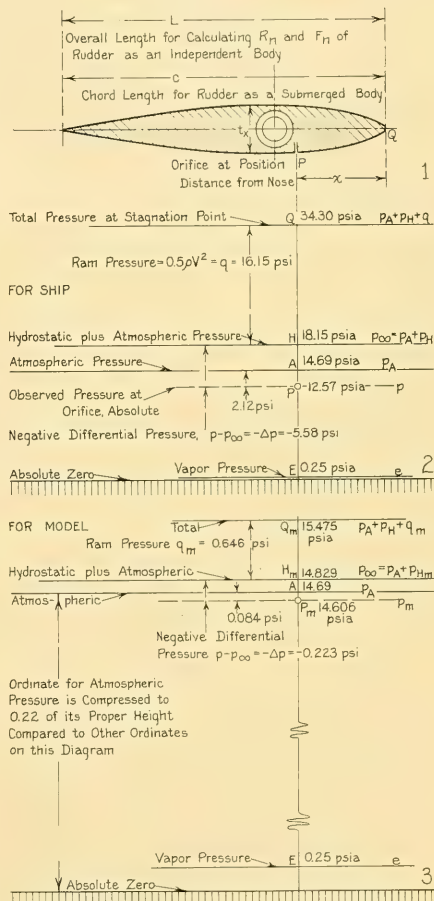 L
Overall Length for Calculating Rn and Fn of
Rudder as an Independent Body
C
Chord Length for Rudder as a Submerged Body
tx
Q
Orifice at Position P
Distance from Nose x
1
Total Pressure at Stagnation Point Q 34.30 psia pA+pH+q
Ram Pressure=0.5ρV²= q = 16.15 psi
FOR SHIP
Hydrostatic plus Atmospheric Pressure H 18.15 psia p∞=pA+pH
Atmospheric Pressure A 14.69 psia pA
Observed Pressure at P 12.57 psia p
Orifice, Absolute 2.12 psi
Negative Differential Pressure, p-p∞=-Δp=-5.58 psi
Absolute Zero Vapor Pressure E 0.25 psia e
2
FOR MODEL Total Qm 15.475 pA+pH+qm
psia
Ram Pressure qm = 0.646 psi
Hydrostatic plus Atmospheric Hm 14.829 p∞=pA+pHm
Atmos-pheric A 14.69 pA
Pm 14.606 pm
psia
0.084 psi
Negative Differential
Pressure p-p∞=-Δp=-0.223 psi
Ordinate for Atmospheric
Pressure is Compressed to
0.22 of its Proper Height
Compared to Other Ordinates
on this Diagram
Vapor Pressure E 0.25 psia e
3
Absolute Zero